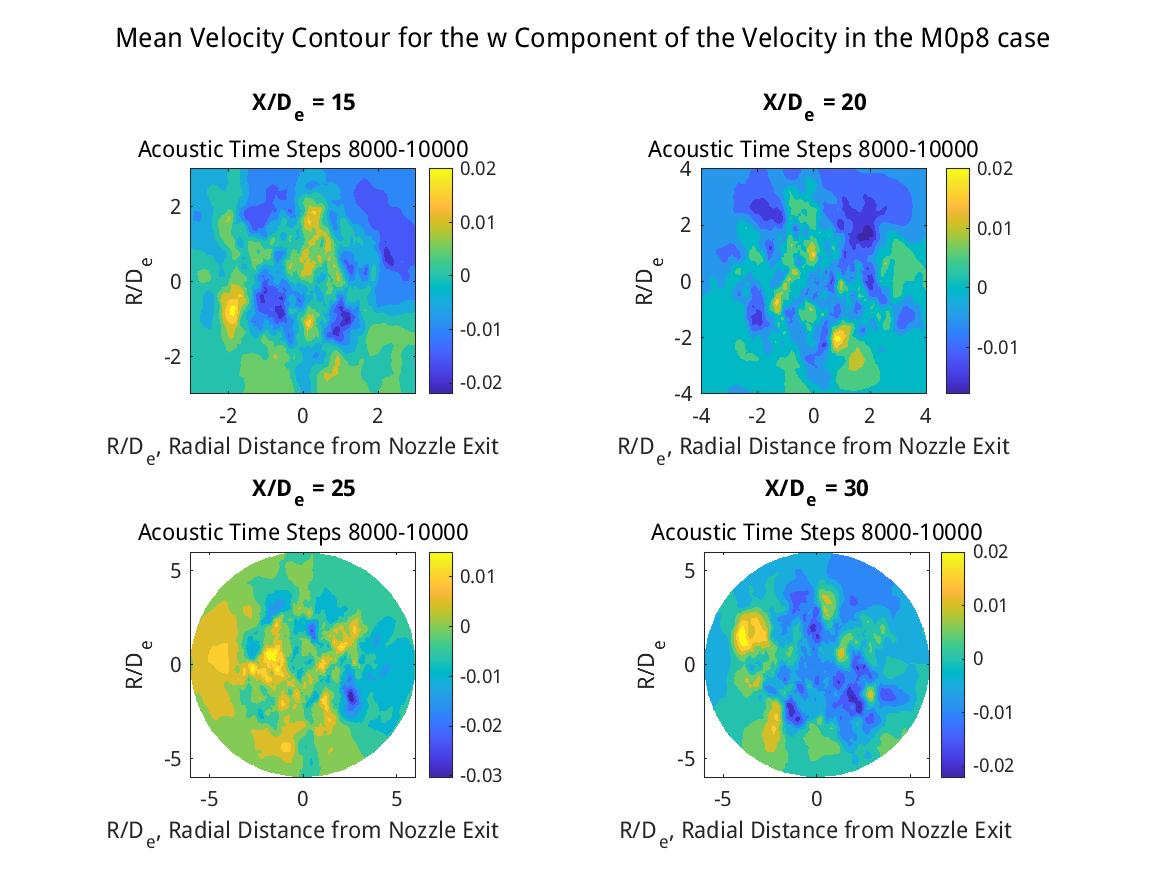 Mean Velocity Contour for the w Component of the Velocity in the M0p8 case
X/De = 15
Acoustic Time Steps 8000-10000
R/De
2
0
-2
-2
0
2
0.02
0.01
0
-0.01
-0.02
R/De, Radial Distance from Nozzle Exit
X/De = 20
Acoustic Time Steps 8000-10000
R/De
4
2
0
-2
-4
-4
-2
0
2
4
0.02
0.01
0
-0.01
R/De, Radial Distance from Nozzle Exit
X/De = 25
Acoustic Time Steps 8000-10000
R/De
5
0
-5
-5
0
5
0.01
0
-0.01
-0.02
-0.03
R/De, Radial Distance from Nozzle Exit
X/De = 30
Acoustic Time Steps 8000-10000
R/De
5
0
-5
-5
0
5
0.02
0.01
0
-0.01
-0.02
R/De, Radial Distance from Nozzle Exit